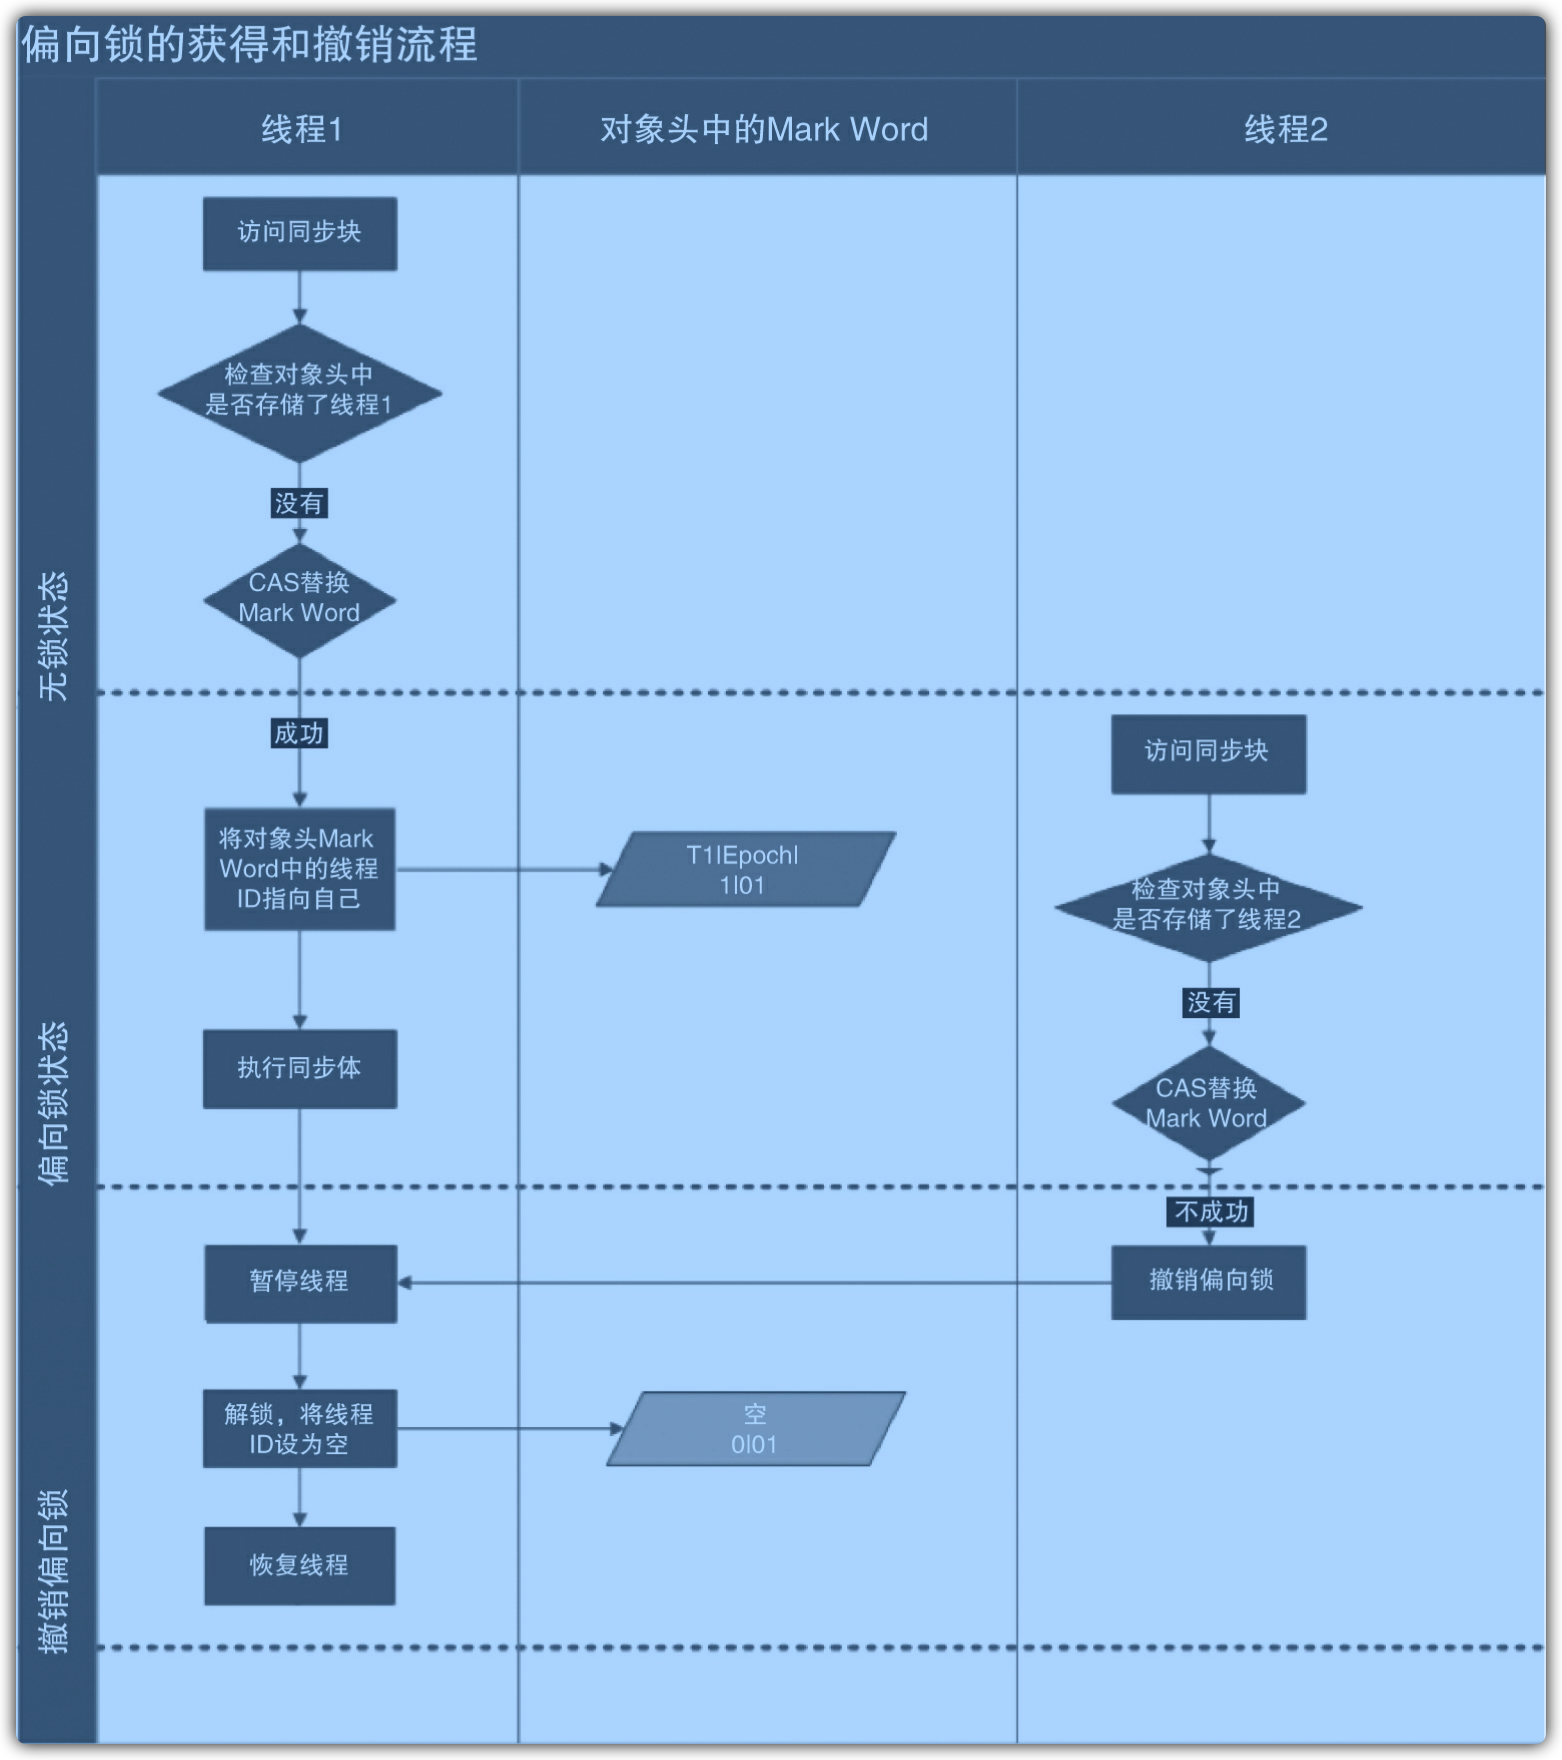 偏向锁的获得和撤销流程
线程1
对象头中的Mark Word
线程2
无锁状态
访问同步块
检查对象头中
是否存储了线程1
没有
CAS替换
Mark Word
偏向锁状态
成功
将对象头Mark
Word中的线程
ID指向自己
T1|Epoch|
1|01
执行同步体
访问同步块
检查对象头中
是否存储了线程2
没有
CAS替换
Mark Word
撤销偏向锁
不成功
撤销偏向锁
暂停线程
解锁，将线程
ID设为空
空
0|01
恢复线程